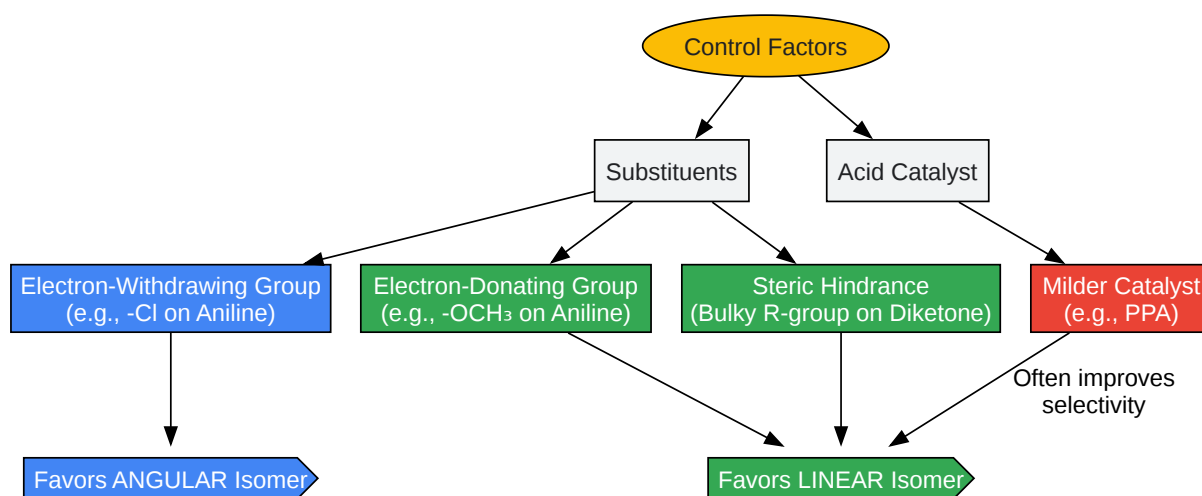 Control Factors
Substituents
Acid Catalyst
Electron-Withdrawing Group
(e.g., -Cl on Aniline)
Electron-Donating Group
(e.g., -OCH₃ on Aniline)
Steric Hindrance
(Bulky R-group on Diketone)
Milder Catalyst
(e.g., PPA)
Often improves
selectivity
Favors ANGULAR Isomer
Favors LINEAR Isomer